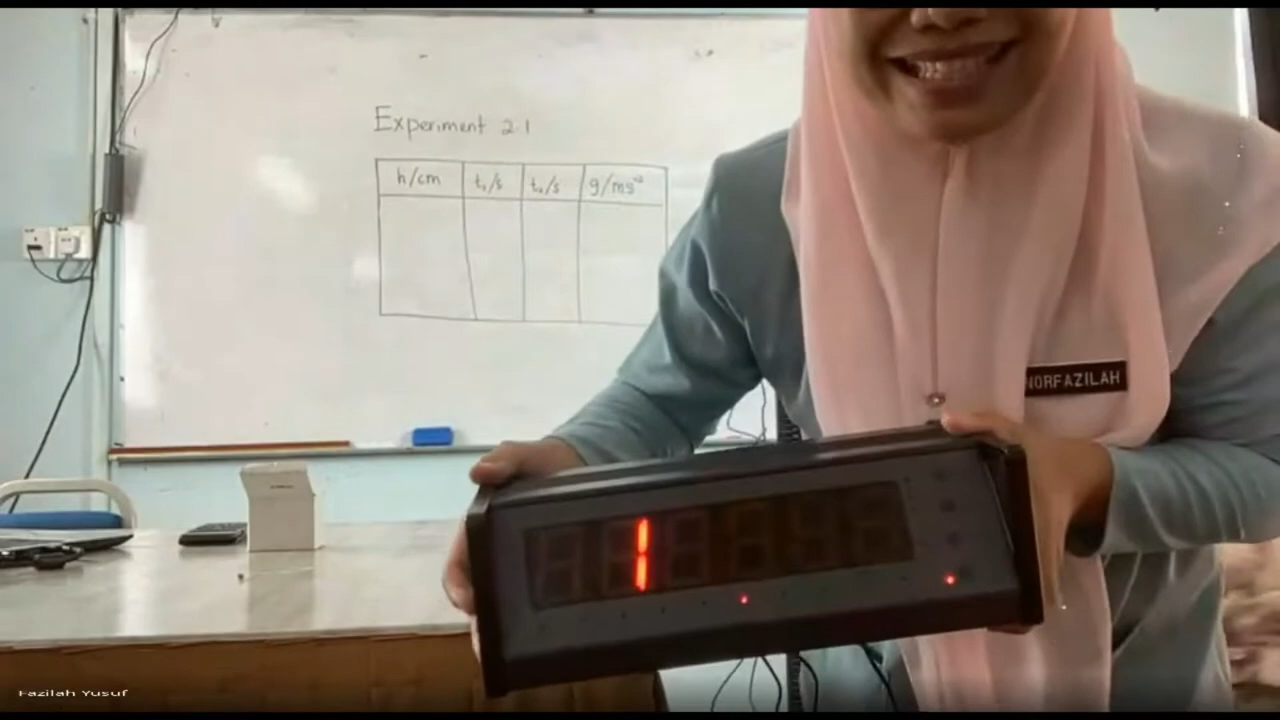 Experiment 2.1
h/cm t₁/s t₂/s g/ms⁻²
NORFAZILAH
1
Fazilah Yusuf